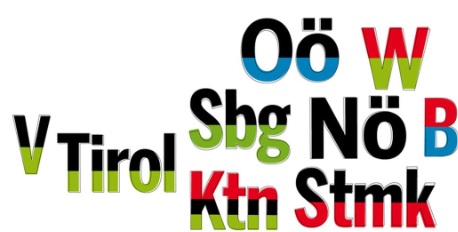 Oö W
Sbg Nö B
V Tirol
Ktn Stmk